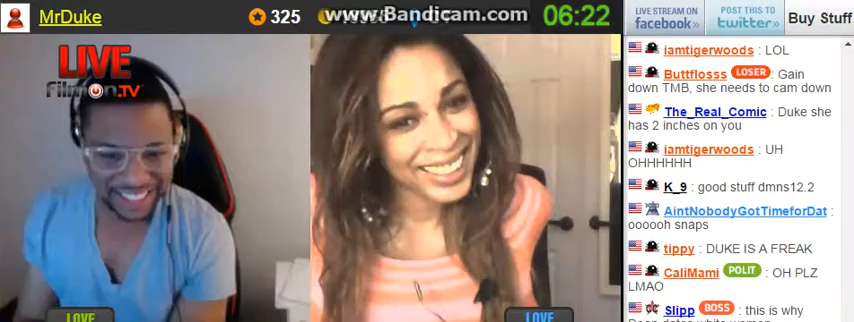 MrDuke
325
www.Bandicam.com
06:22
LIVE STREAM ON
facebook»
POST THIS TO
twitter»
Buy Stuff
LIVE
FilmOn.TV
LOVE
LOVE
iamtigerwoods : LOL
Buttflosss LOSER : Gain
down TMB, she needs to cam down
The_Real_Comic : Duke she
has 2 inches on you
iamtigerwoods : UH
OHHHHHH
K_9 : good stuff dmns12.2
AintNobodyGotTimeforDat :
oooooh snaps
tippy : DUKE IS A FREAK
CaliMami POLIT : OH PLZ
LMAO
Slipp BOSS : this is why